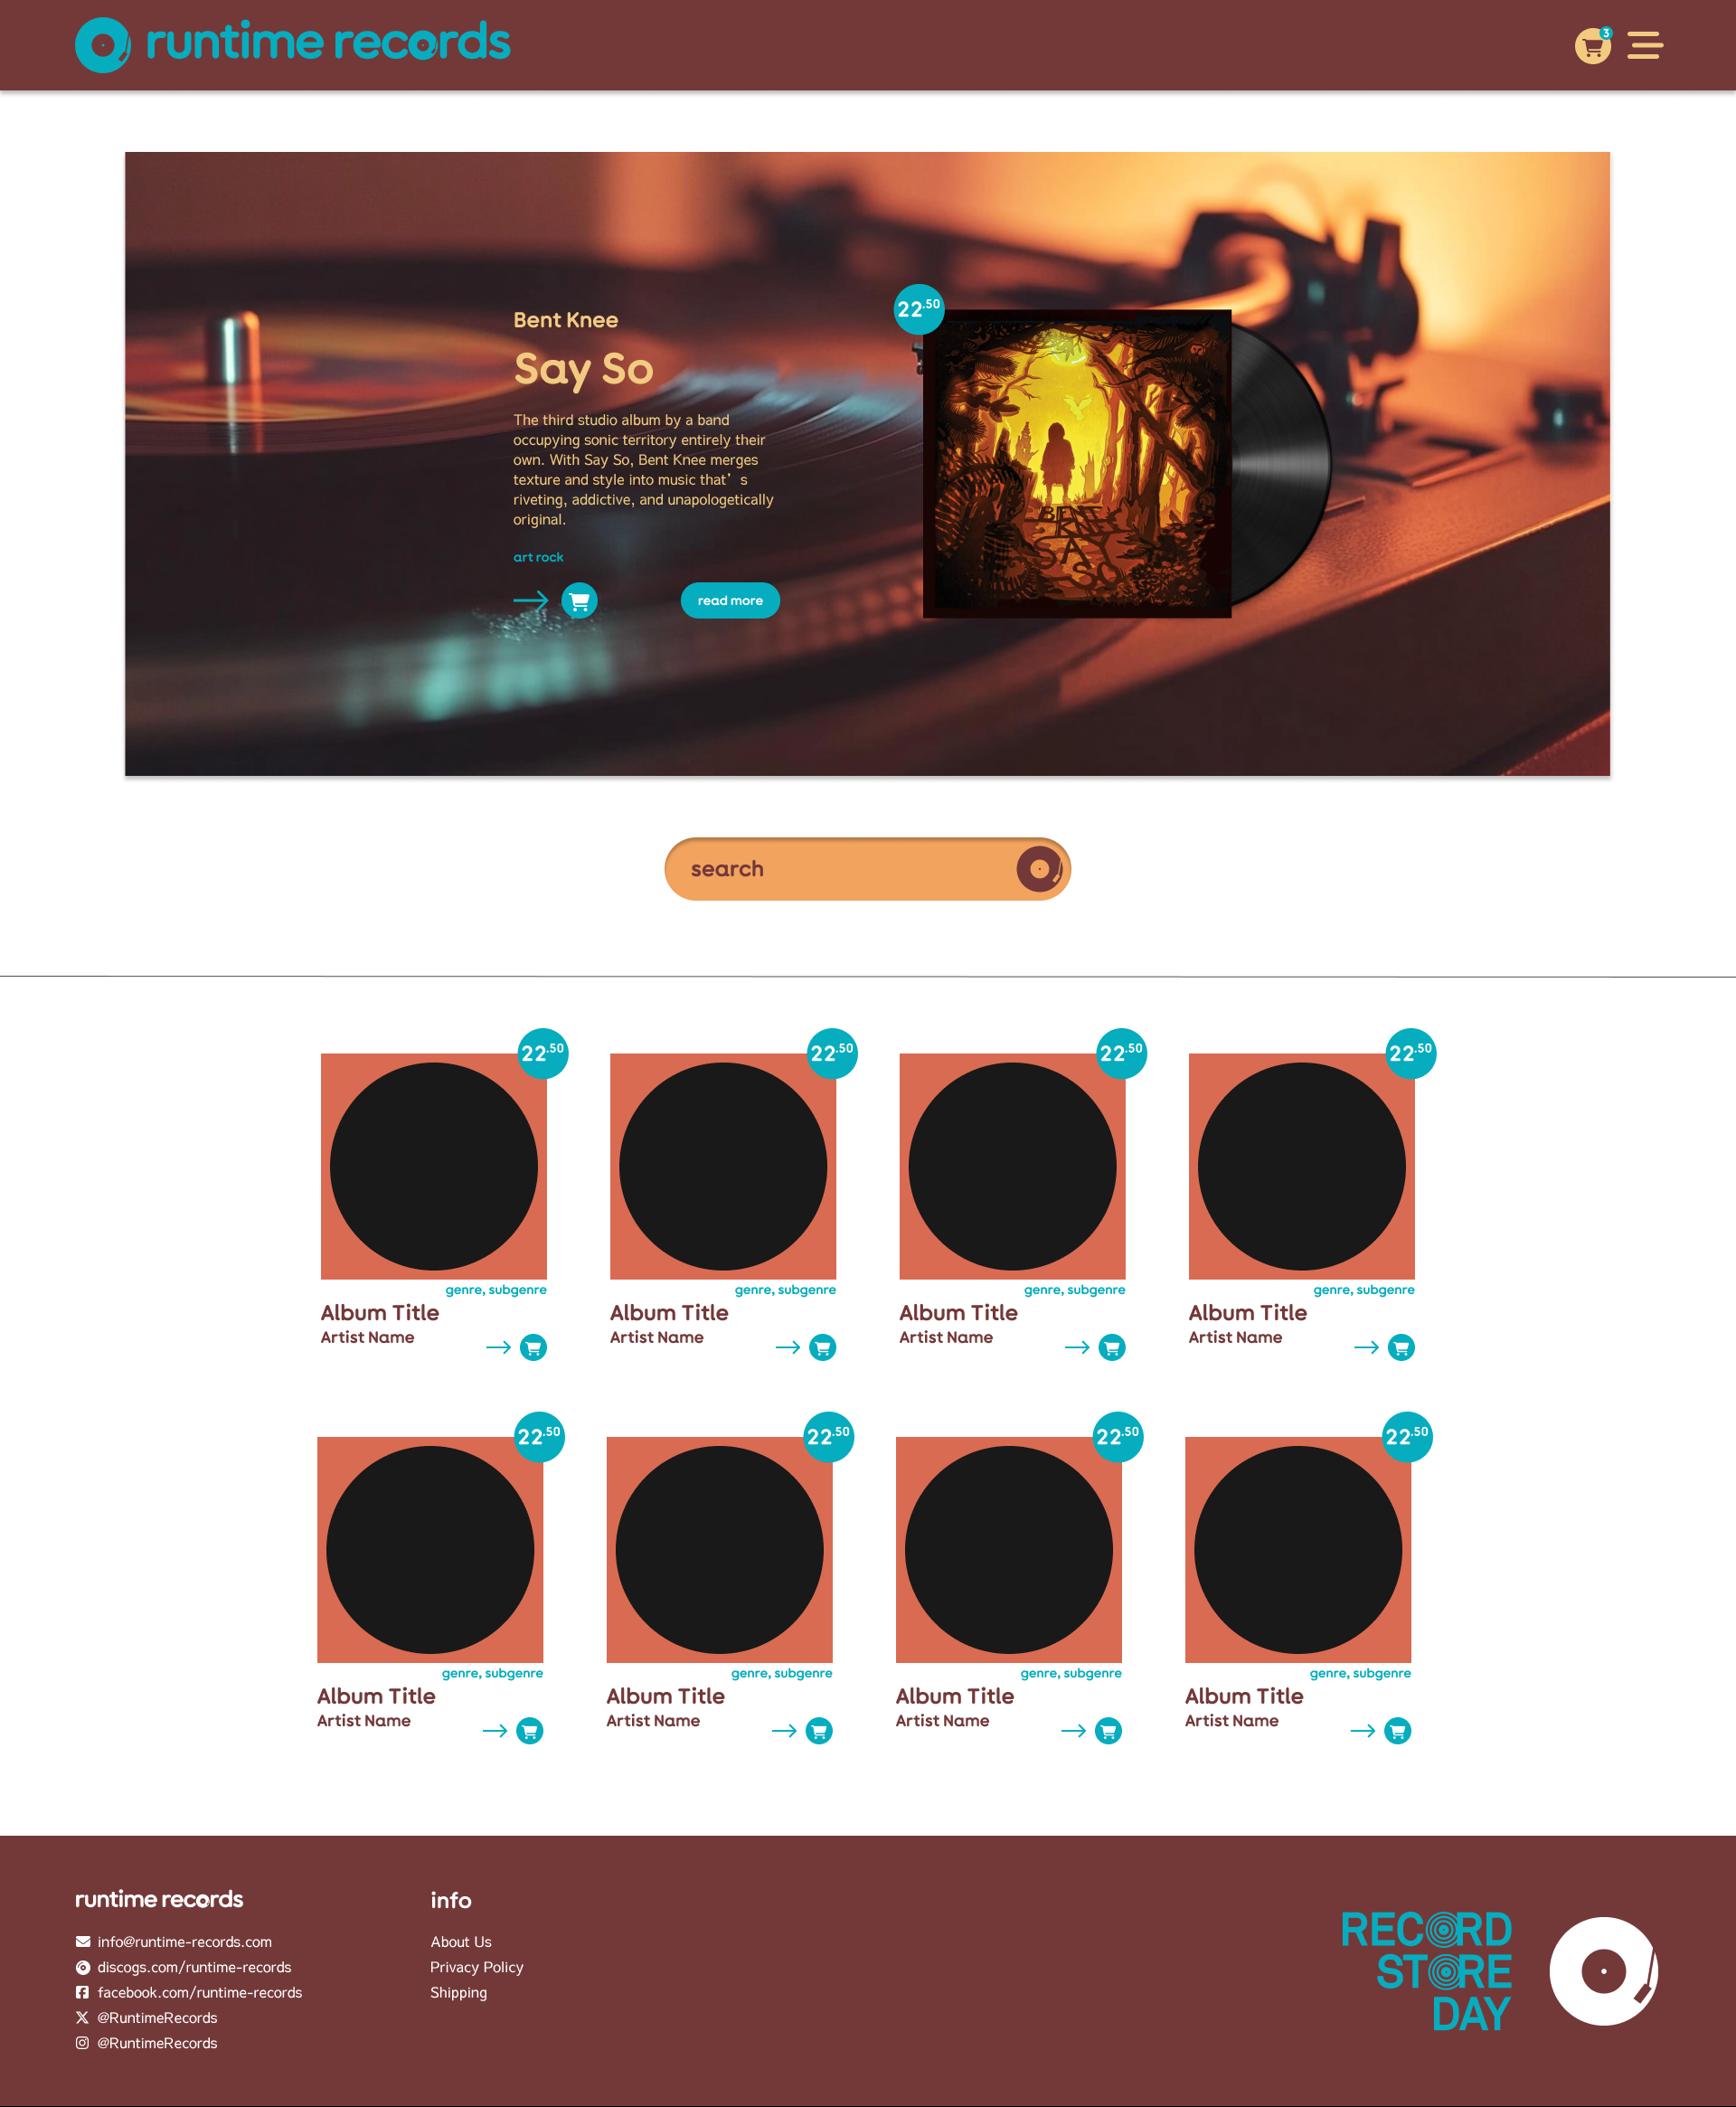 runtime records
3
22.50
Bent Knee
Say So
The third studio album by a band
occupying sonic territory entirely their
own. With Say So, Bent Knee merges
texture and style into music that’s
riveting, addictive, and unapologetically
original.
BENT
KNEE
SAY
SO
art rock
read more
search
22.50 22.50 22.50 22.50
genre, subgenre genre, subgenre genre, subgenre genre, subgenre
Album Title Album Title Album Title Album Title
Artist Name Artist Name Artist Name Artist Name
22.50 22.50 22.50 22.50
genre, subgenre genre, subgenre genre, subgenre genre, subgenre
Album Title Album Title Album Title Album Title
Artist Name Artist Name Artist Name Artist Name
runtime records
info@runtime-records.com
discogs.com/runtime-records
facebook.com/runtime-records
@RuntimeRecords
@RuntimeRecords
info
About Us
Privacy Policy
Shipping
RECORD
STORE
DAY